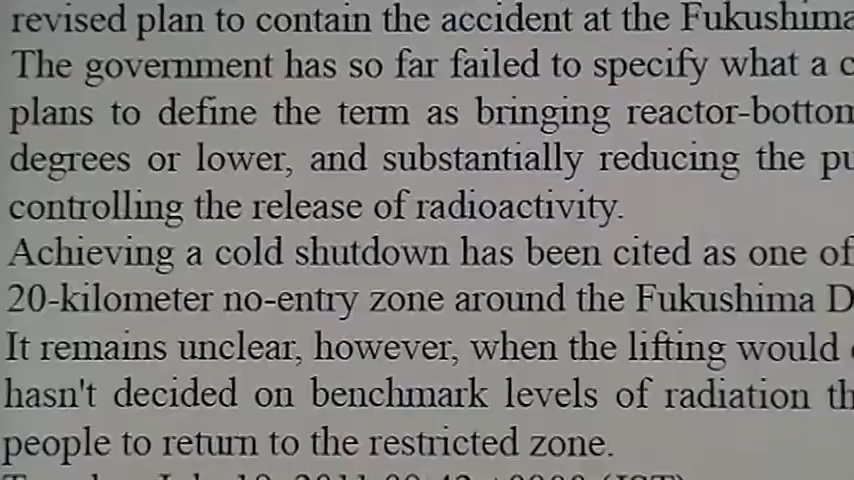 revised plan to contain the accident at the Fukushima
The government has so far failed to specify what a
plans to define the term as bringing reactor-bottom
degrees or lower, and substantially reducing the
controlling the release of radioactivity.
Achieving a cold shutdown has been cited as one of
20-kilometer no-entry zone around the Fukushima D
It remains unclear, however, when the lifting would
hasn't decided on benchmark levels of radiation
people to return to the restricted zone.